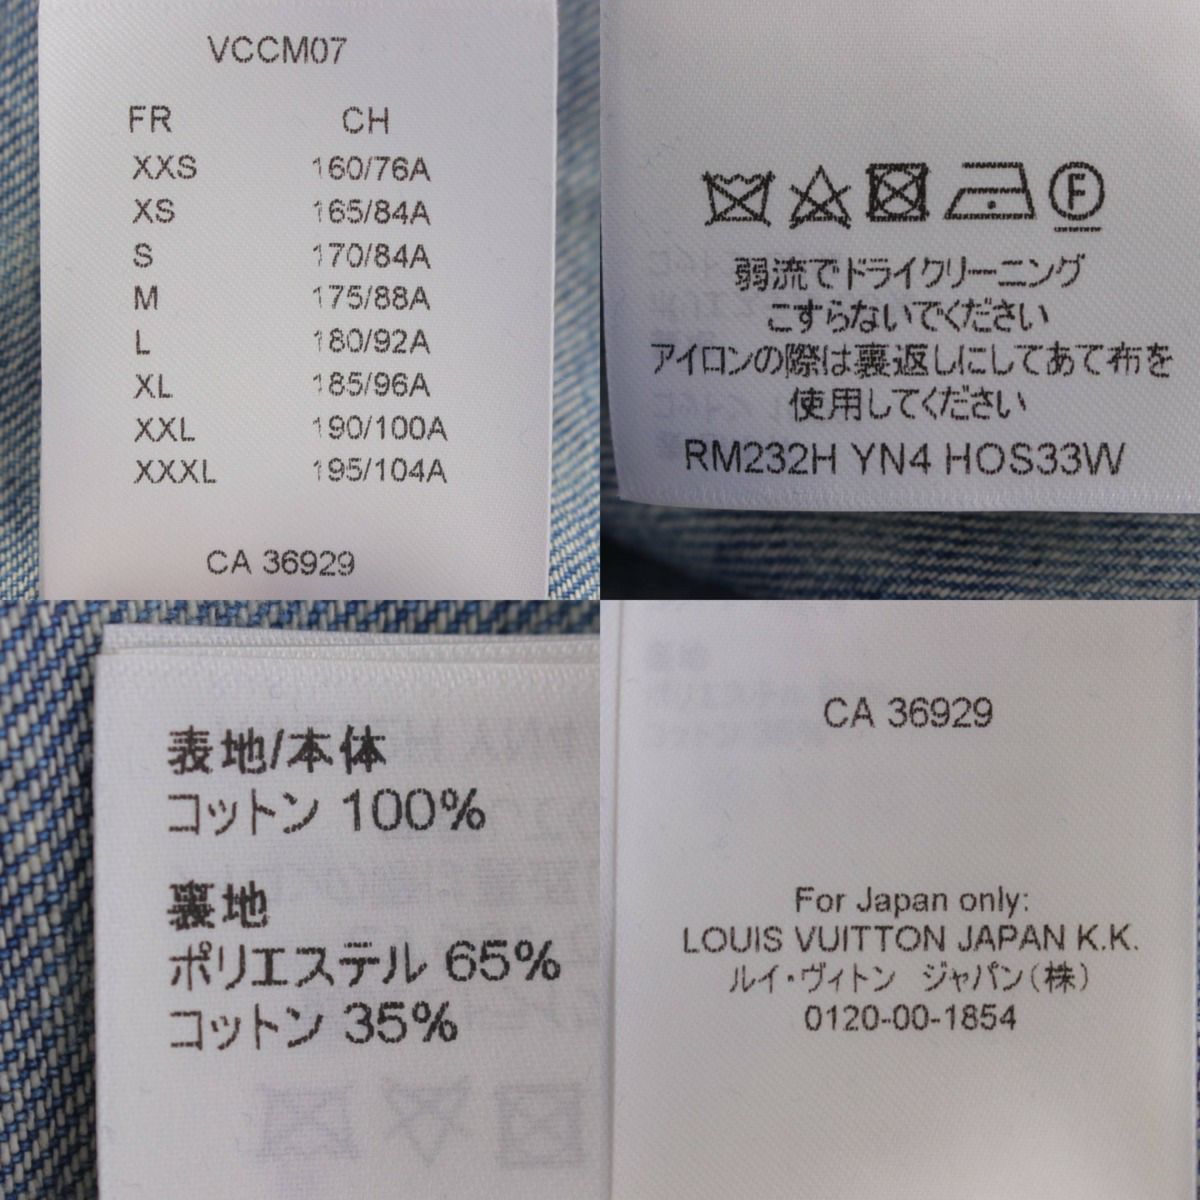 VCCM07
FR CH
XXS 160/76A
XS 165/84A
S 170/84A
M 175/88A
L 180/92A
XL 185/96A
XXL 190/100A
XXXL 195/104A
CA 36929
F
弱流でドライクリーニング
こすらないでください
アイロンの際は裏返しにしてあて布を
使用してください
RM232H YN4 HOS33W
表地/本体
コットン 100%
裏地
ポリエステル 65%
コットン 35%
CA 36929
For Japan only:
LOUIS VUITTON JAPAN K.K.
ルイ・ヴィトン ジャパン(株)
0120-00-1854